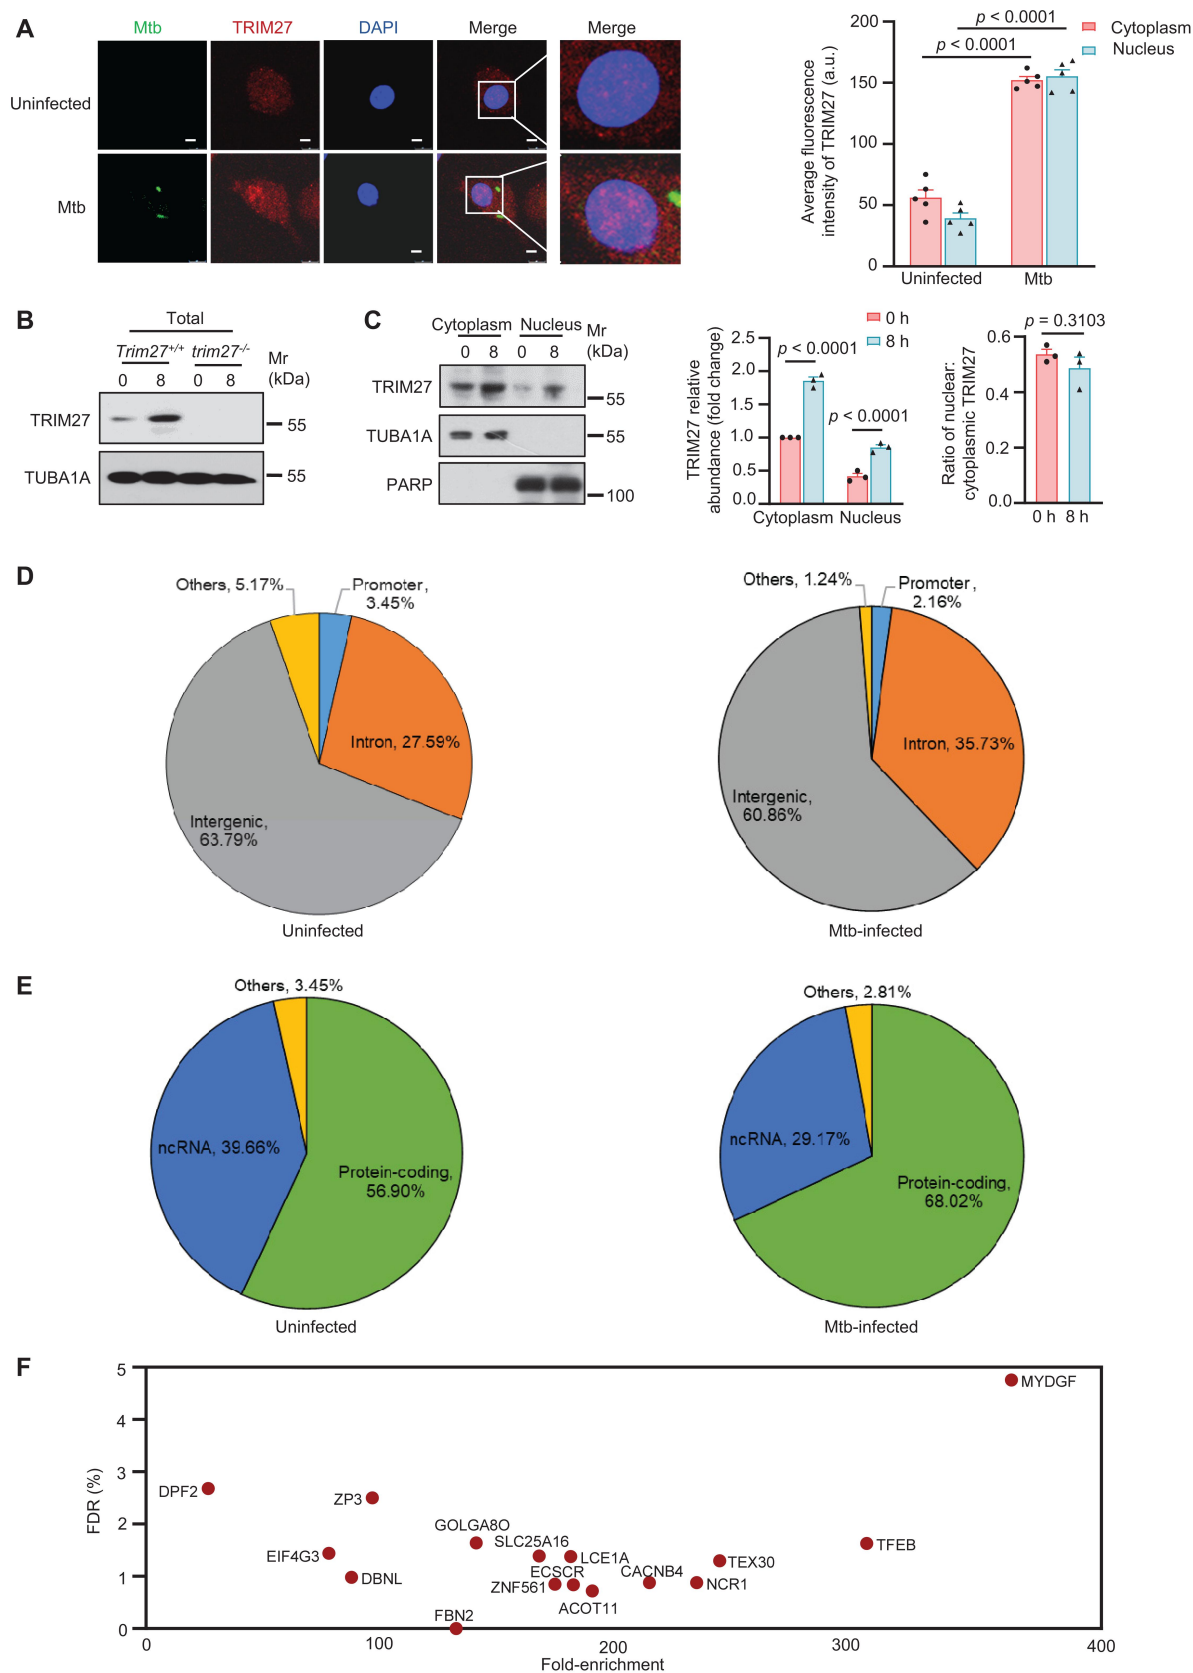 A
Mtb
TRIM27
DAPI
Merge
Merge
Uninfected
Mtb
Average fluorescence
intensity of TRIM27 (a.u.)
200
150
100
50
0
p < 0.0001
p < 0.0001
Cytoplasm
Nucleus
Uninfected
Mtb
B
Total
Trim27+/+ trim27-/-
0 8 0 8
Mr
(kDa)
TRIM27
55
TUBA1A
55
C
Cytoplasm Nucleus
0 8 0 8
Mr
(kDa)
TRIM27
55
TUBA1A
55
PARP
100
TRIM27 relative
abundance (fold change)
2.5
2.0
1.5
1.0
0.5
0.0
0 h
8 h
p < 0.0001
p < 0.0001
Cytoplasm Nucleus
Ratio of nuclear:
cytoplasmic TRIM27
0.6
0.4
0.2
0.0
p = 0.3103
0 h 8 h
D
Others, 5.17%
Promoter ,
3.45%
Intron, 27.59%
Intergenic,
63.79%
Uninfected
Others, 1.24%
Promoter ,
2.16%
Intron, 35.73%
Intergenic,
60.86%
Mtb-infected
E
Others, 3.45%
ncRNA, 39.66%
Protein-coding,
56.90%
Uninfected
Others, 2.81%
ncRNA, 29.17%
Protein-coding,
68.02%
Mtb-infected
F
FDR (%)
5
4
3
2
1
0
MYDGF
DPF2
ZP3
GOLGA8O
SLC25A16
TFEB
EIF4G3
LCE1A
TEX30
DBNL
ECSCR
CACNB4
ZNF561
NCR1
ACOT11
FBN2
0
100
200
300
400
Fold-enrichment